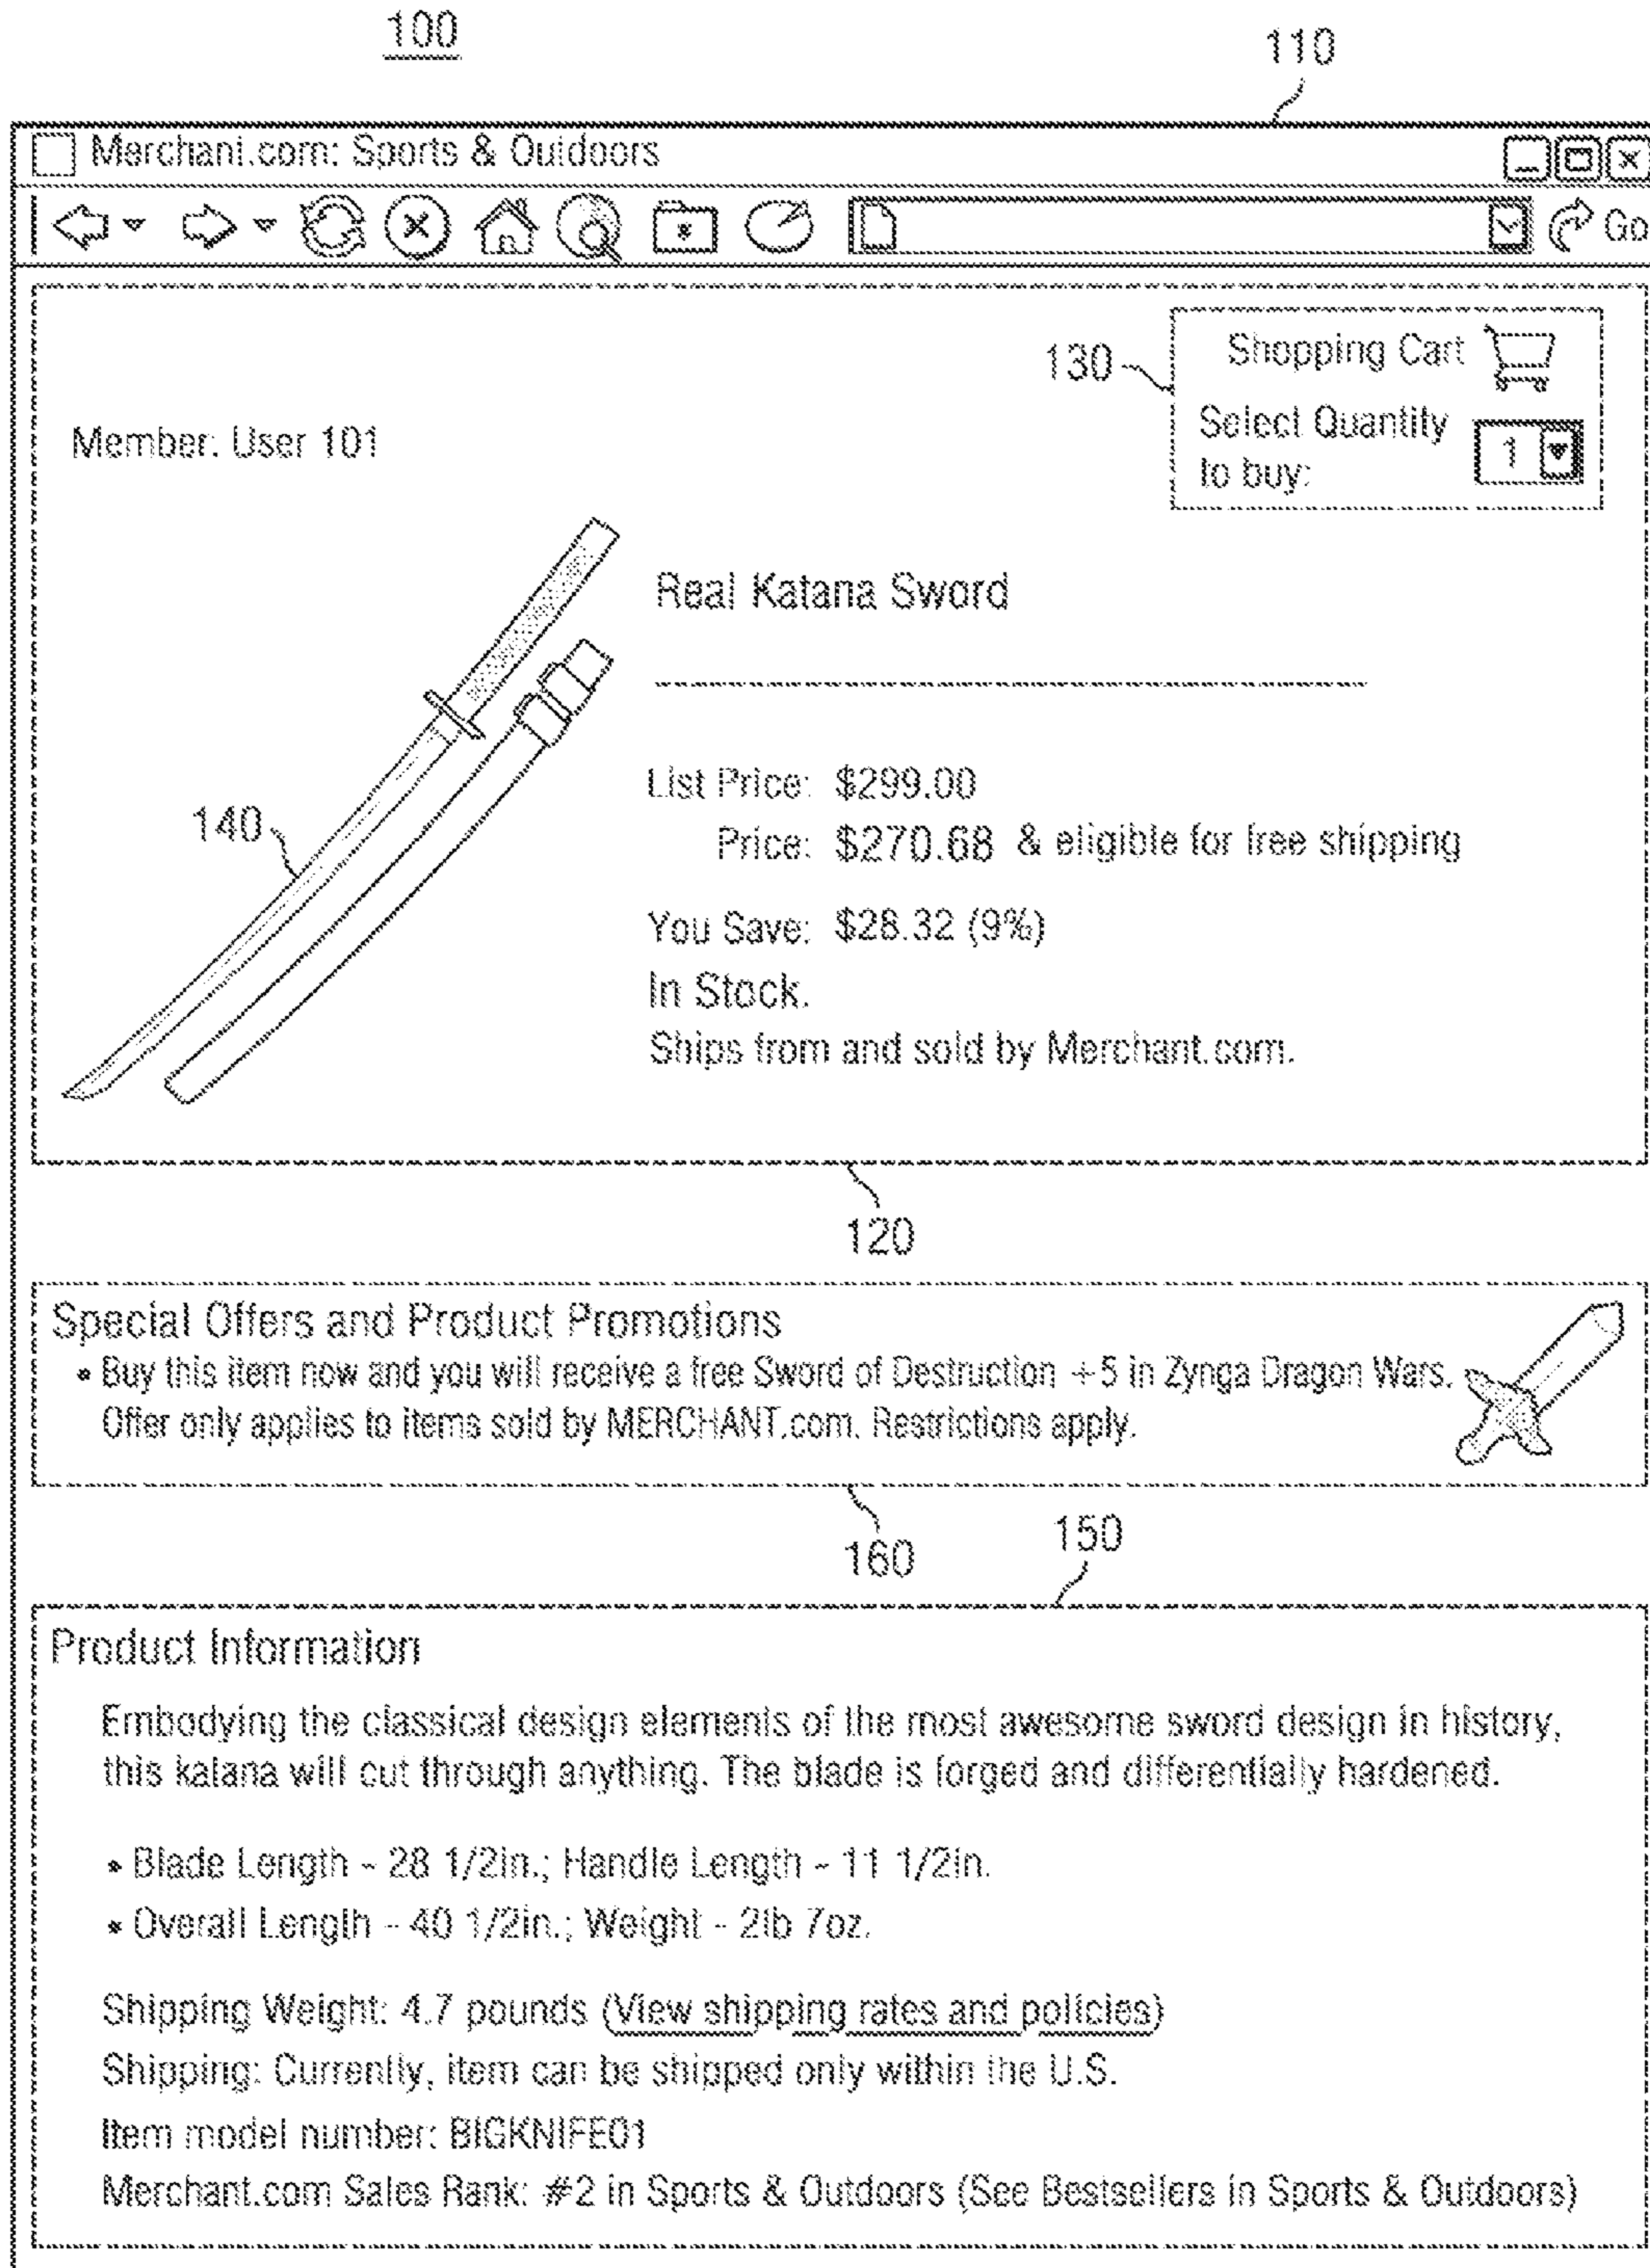 100
110
Merchant.com: Sports & Outdoors
Go
130
Shopping Cart
Select Quantity
to buy:
1
Member: User 101
Real Katana Sword
140
List Price: $299.00
Price: $270.68 & eligible for free shipping
You Save: $28.32 (9%)
In Stock.
Ships from and sold by Merchant.com.
120
Special Offers and Product Promotions
• Buy this item now and you will receive a free Sword of Destruction +5 in Zynga Dragon Wars.
Offer only applies to items sold by MERCHANT.com. Restrictions apply.
160
150
Product Information
Embodying the classical design elements of the most awesome sword design in history,
this katana will cut through anything. The blade is forged and differentially hardened.
• Blade Length - 28 1/2in.; Handle Length - 11 1/2in.
• Overall Length - 40 1/2in.; Weight - 2lb 7oz.
Shipping Weight: 4.7 pounds (View shipping rates and policies)
Shipping: Currently, item can be shipped only within the U.S.
Item model number: BIGKNIFE01
Merchant.com Sales Rank: #2 in Sports & Outdoors (See Bestsellers in Sports & Outdoors)